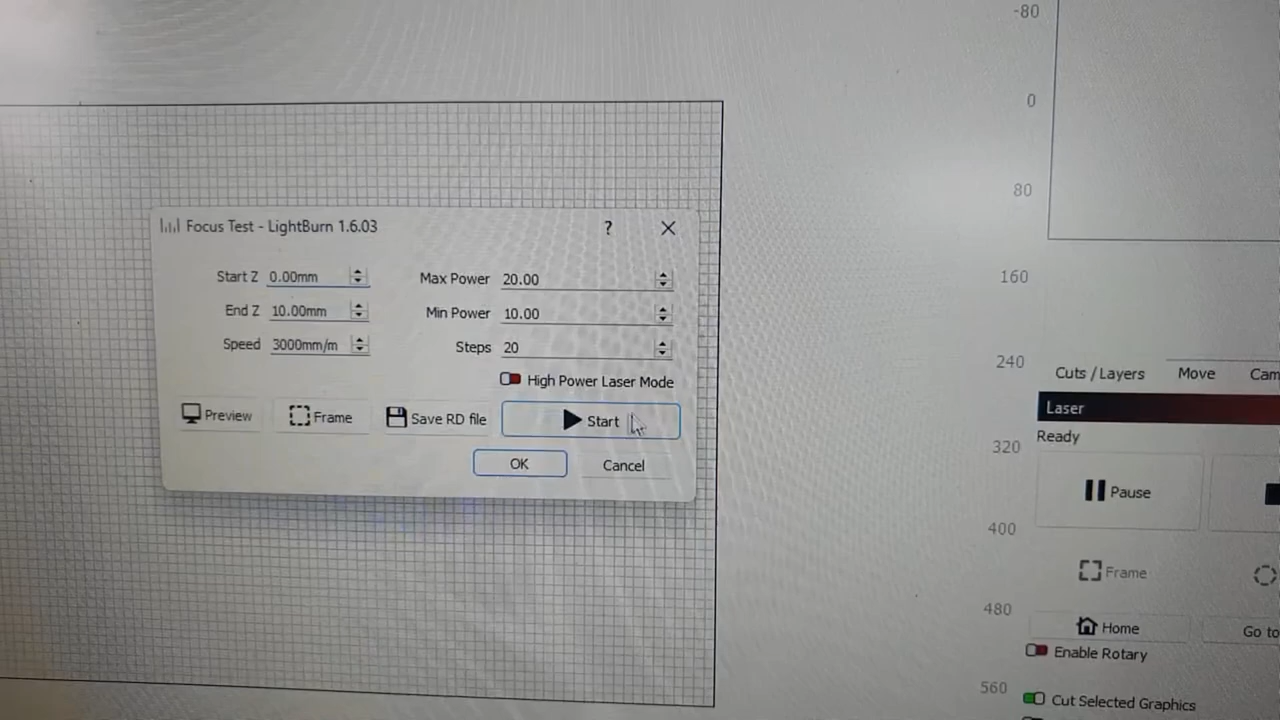 -80
0
80
160
240
320
400
480
560
Focus Test - LightBurn 1.6.03
?
Start Z 0.00mm
Max Power 20.00
End Z 10.00mm
Min Power 10.00
Speed 3000mm/m
Steps 20
High Power Laser Mode
Preview
Frame
Save RD file
Start
OK
Cancel
Cuts / Layers
Move
Cam
Laser
Ready
Pause
Frame
Home
Go to
Enable Rotary
Cut Selected Graphics